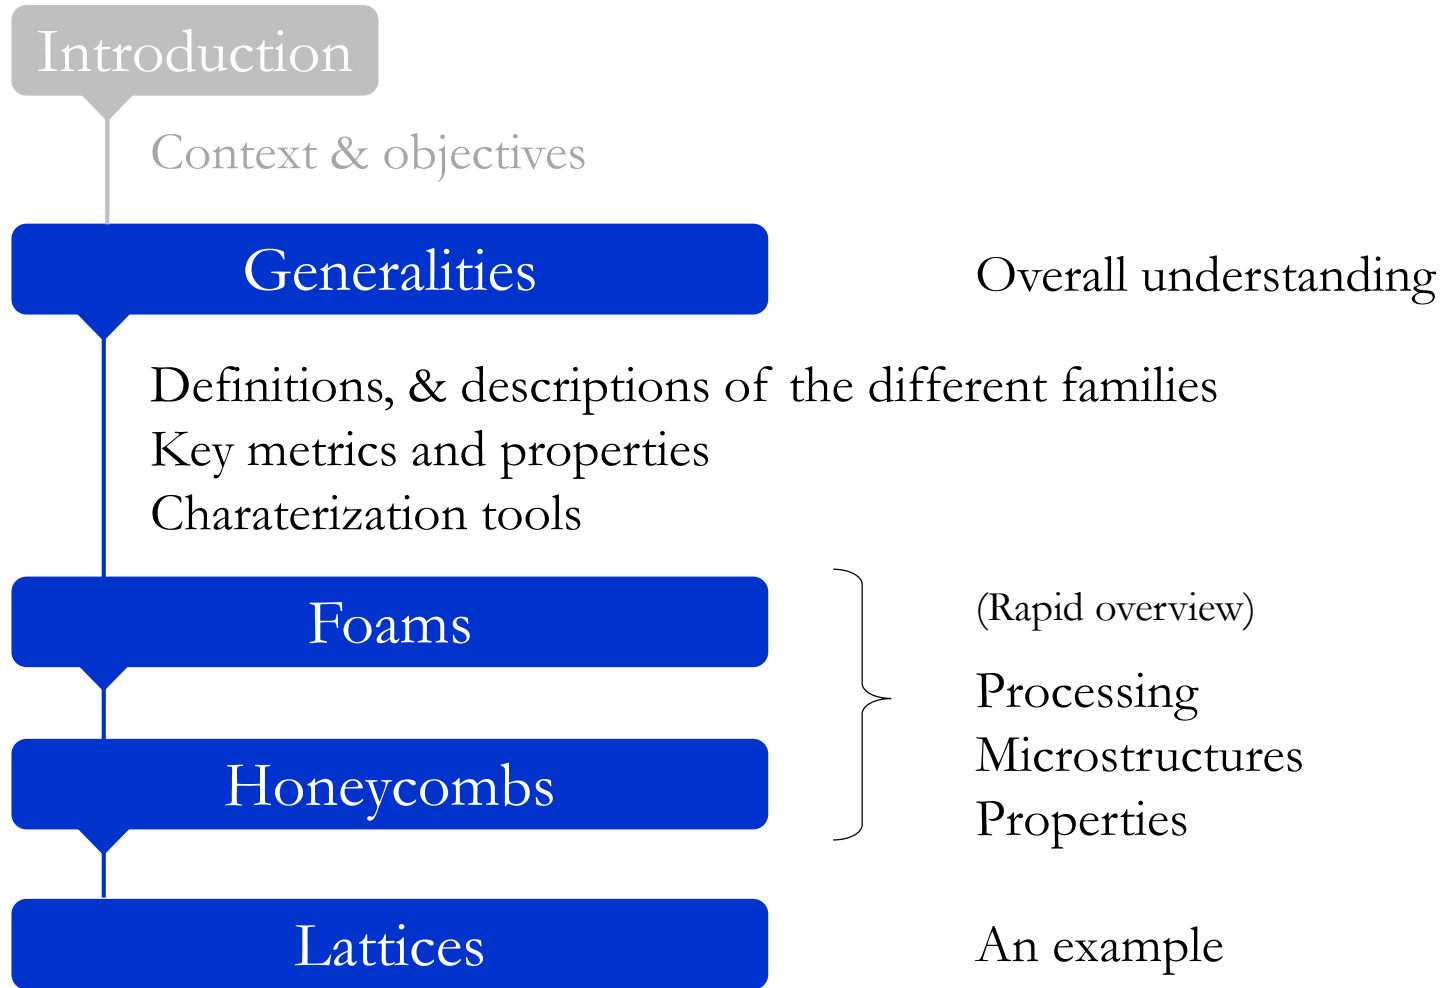 Introduction
Context & objectives
Generalities
Overall understanding
Definitions, & descriptions of the different families
Key metrics and properties
Charaterization tools
Foams
(Rapid overview)
Processing
Honeycombs
Microstructures
Properties
Lattices
An example